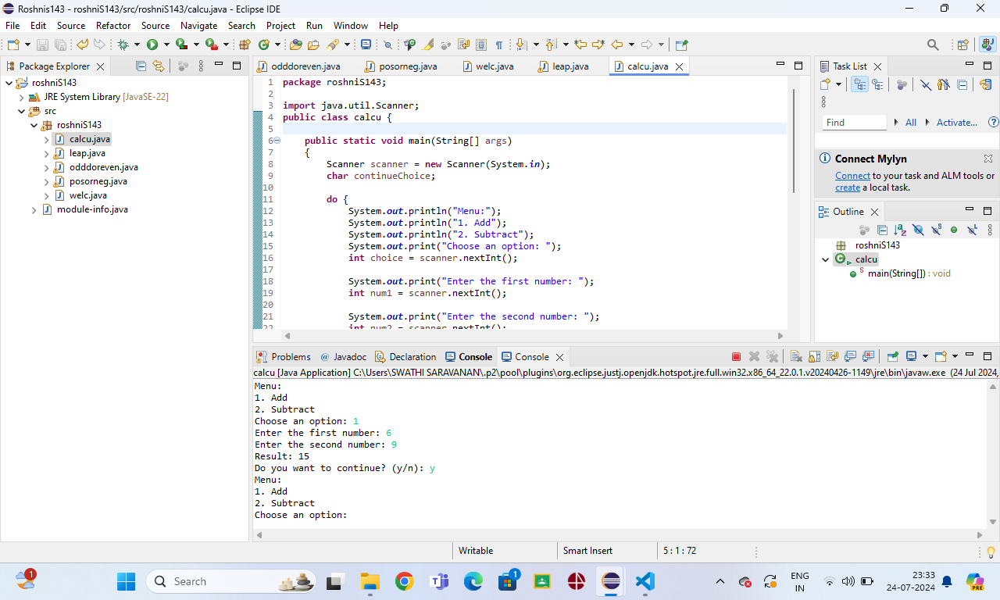 Roshnis143 - roshniS143/src/roshniS143/calcu.java - Eclipse IDE
File Edit Source Refactor Source Navigate Search Project Run Window Help
Package Explorer
roshniS143
JRE System Library [JavaSE-22]
src
roshniS143
calcu.java
leap.java
odddoreven.java
posorneg.java
welc.java
module-info.java
odddoreven.java posorneg.java welc.java leap.java calcu.java
1 package roshniS143;
2
3 import java.util.Scanner;
4 public class calcu {
5
6 public static void main(String[] args)
7 {
8 Scanner scanner = new Scanner(System.in);
9 char continueChoice;
10
11 do {
12 System.out.println("Menu:");
13 System.out.println("1. Add");
14 System.out.println("2. Subtract");
15 System.out.print("Choose an option: ");
16 int choice = scanner.nextInt();
17
18 System.out.print("Enter the first number: ");
19 int num1 = scanner.nextInt();
20
21 System.out.print("Enter the second number: ");
22 int num2 = scanner.nextInt();
Task List
Find All Activate...
Connect Mylyn
Connect to your task and ALM tools or
create a local task.
Outline
roshniS143
calcu
main(String[]) : void
Problems Javadoc Declaration Console Console
calcu [Java Application] C:\Users\SWATHI SARAVANAN\.p2\pool\plugins\org.eclipse.justj.openjdk.hotspot.jre.full.win32.x86_64_22.0.1.v20240426-1149\jre\bin\javaw.exe (24 Jul 2024,
Menu:
1. Add
2. Subtract
Choose an option: 1
Enter the first number: 6
Enter the second number: 9
Result: 15
Do you want to continue? (y/n): y
Menu:
1. Add
2. Subtract
Choose an option:
Writable Smart Insert 5 : 1 : 72
1
Search
1
ENG
IN
23:33
24-07-2024
PRE